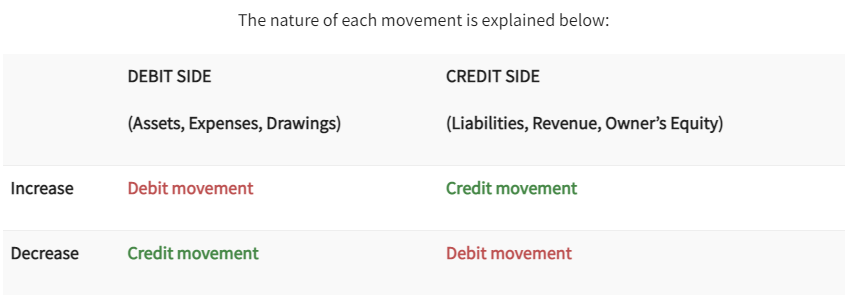 The nature of each movement is explained below:
DEBIT SIDE CREDIT SIDE
(Assets, Expenses, Drawings) (Liabilities, Revenue, Owner’s Equity)
Increase Debit movement Credit movement
Decrease Credit movement Debit movement